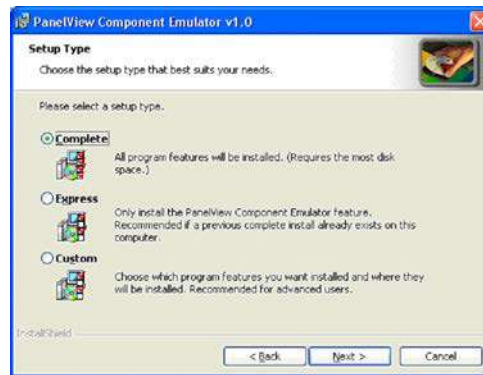 PanelView Component Emulator v1.0
Setup Type
Choose the setup type that best suits your needs.
Please select a setup type.
Complete
All program features will be installed. (Requires the most disk
space.)
Express
Only install the PanelView Component Emulator feature.
Recommended if a previous complete install already exists on this
computer.
Custom
Choose which program features you want installed and where they
will be installed. Recommended for advanced users.
InstallShield
< Back
Next >
Cancel